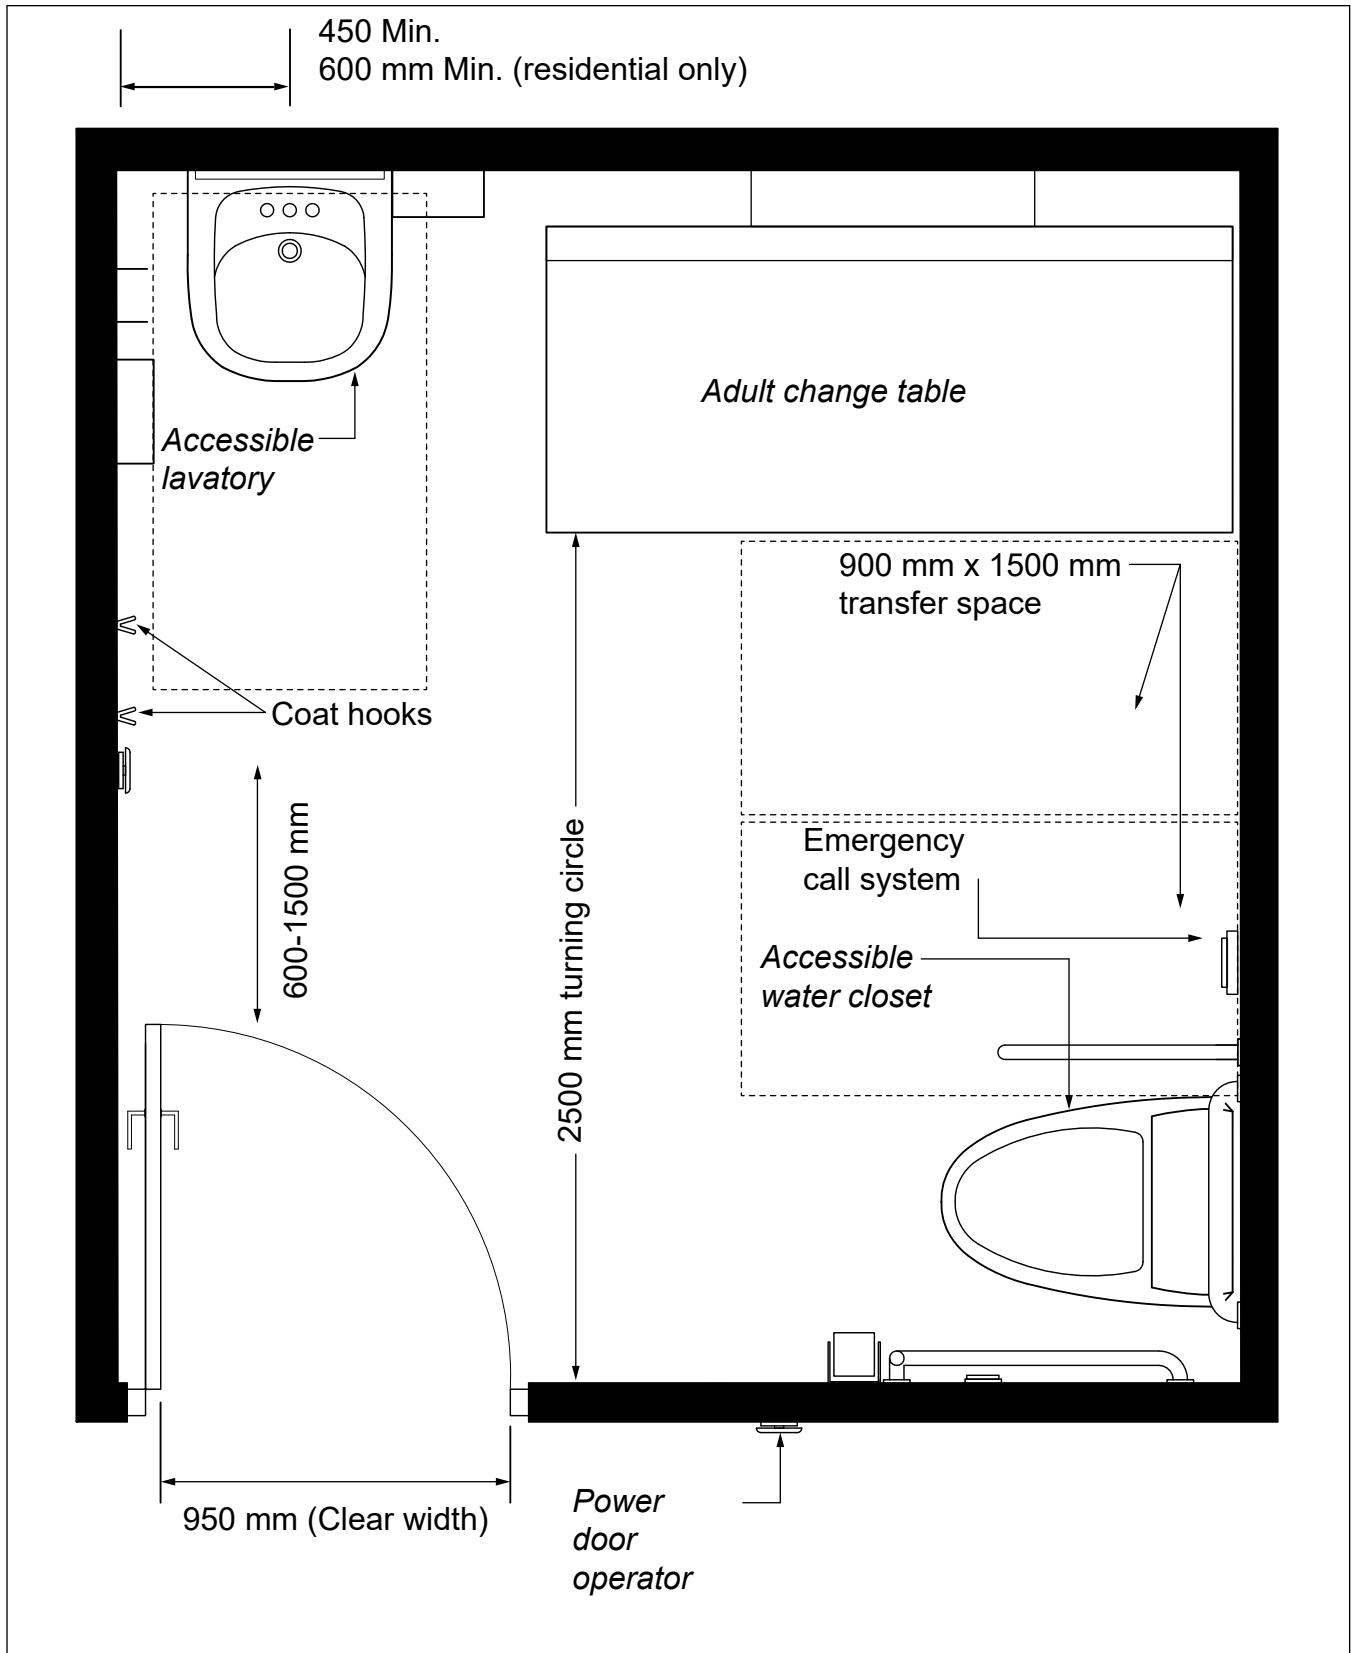 450 Min.
600 mm Min. (residential only)
Accessible
lavatory
Adult change table
900 mm x 1500 mm
transfer space
Coat hooks
600-1500 mm
2500 mm turning circle
Emergency
call system
Accessible
water closet
950 mm (Clear width)
Power
door
operator